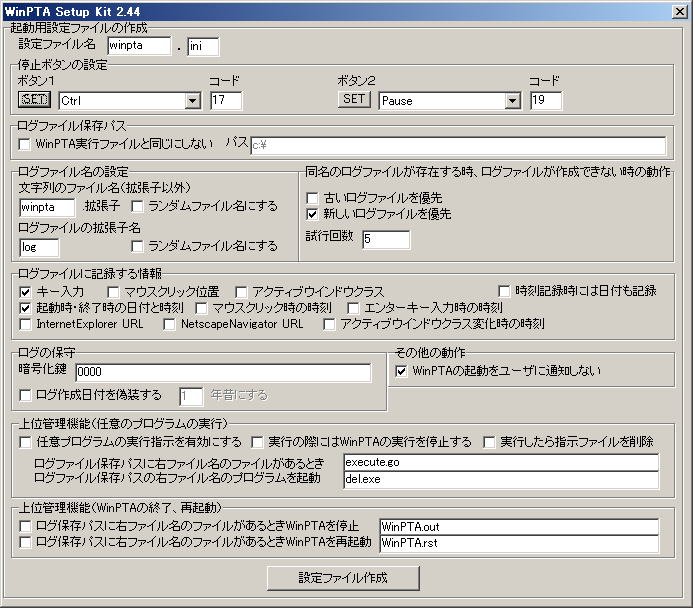 WinPTA Setup Kit 2.44
起動用設定ファイルの作成
設定ファイル名 winpta . ini
停止ボタンの設定
ボタン1 コード ボタン2 コード
SET Ctrl 17 SET Pause 19
ログファイル保存パス
WinPTA実行ファイルと同じにしない パス c:¥
ログファイル名の設定
文字列のファイル名(拡張子以外)
winpta .拡張子 ランダムファイル名にする
ログファイルの拡張子名
log ランダムファイル名にする
同名のログファイルが存在する時、ログファイルが作成できない時の動作
古いログファイルを優先
新しいログファイルを優先
試行回数 5
ログファイルに記録する情報
キー入力 マウスクリック位置 アクティブウインドウクラス 時刻記録時には日付も記録
起動時・終了時の日付と時刻 マウスクリック時の時刻 エンターキー入力時の時刻
InternetExplorer URL NetscapeNavigator URL アクティブウインドウクラス変化時の時刻
ログの保守
暗号化鍵 0000
ログ作成日付を偽装する 1 年昔にする
その他の動作
WinPTAの起動をユーザに通知しない
上位管理機能(任意のプログラムの実行)
任意プログラムの実行指示を有効にする 実行の際にはWinPTAの実行を停止する 実行したら指示ファイルを削除
ログファイル保存パスに右ファイル名のファイルがあるとき execute.go
ログファイル保存パスの右ファイル名のプログラムを起動 del.exe
上位管理機能(WinPTAの終了、再起動)
ログ保存パスに右ファイル名のファイルがあるときWinPTAを停止 WinPTA.out
ログ保存パスに右ファイル名のファイルがあるときWinPTAを再起動 WinPTA.rst
設定ファイル作成